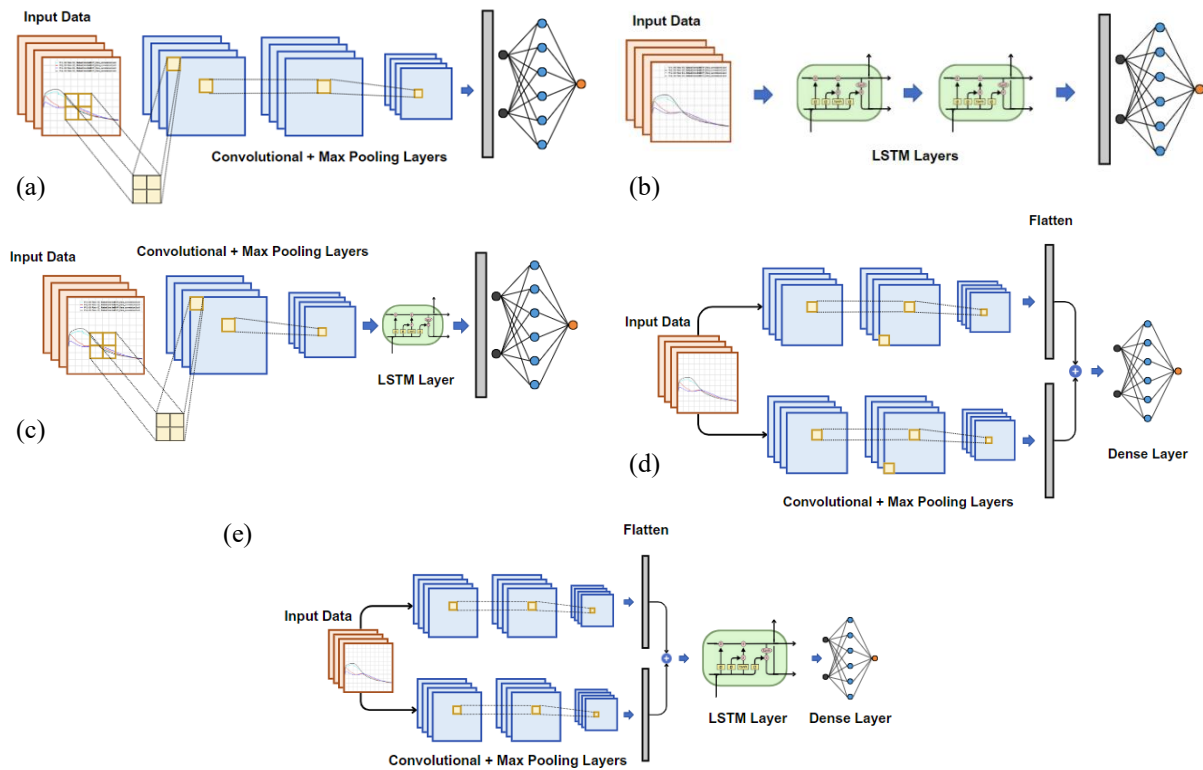 Input Data
Convolutional + Max Pooling Layers
(a)
Input Data
LSTM Layers
(b)
Convolutional + Max Pooling Layers
Input Data
LSTM Layer
(c)
Flatten
Input Data
(d)
Dense Layer
Convolutional + Max Pooling Layers
(e)
Flatten
Input Data
LSTM Layer
Dense Layer
Convolutional + Max Pooling Layers